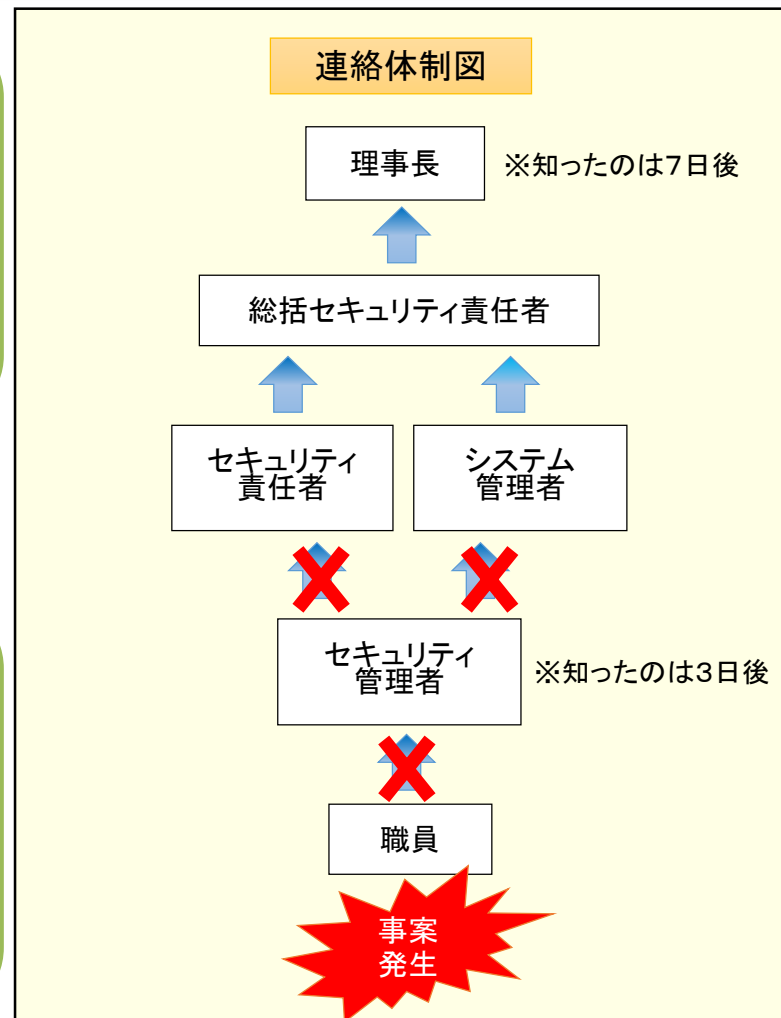 連絡体制図
理事長
※知ったのは7日後
総括セキュリティ責任者
セキュリティ
責任者
システム
管理者
セキュリティ
管理者
※知ったのは3日後
職員
事案
発生